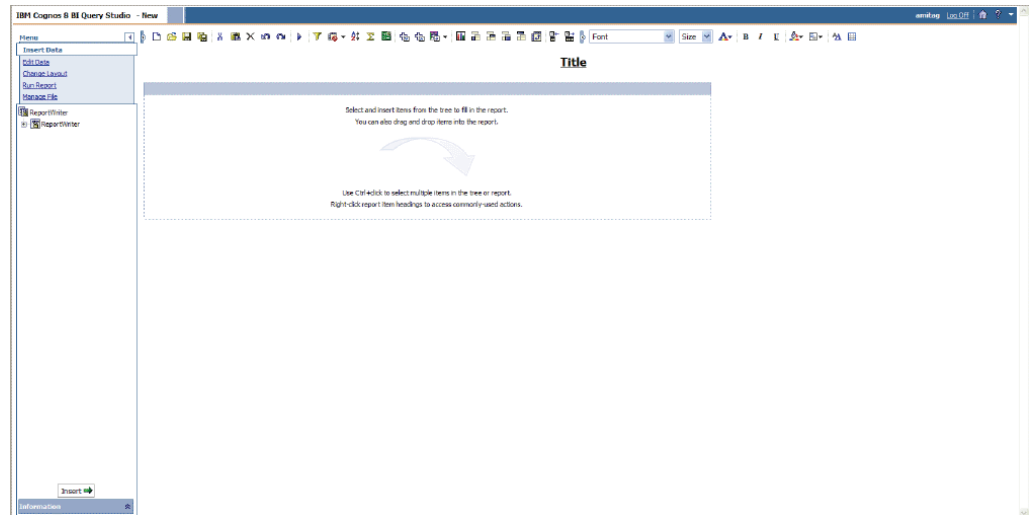 IBM Cognos 8 BI Query Studio - New
amitag Log Off
Menu
Font
Size
A B I U
Insert Data
Edit Data
Change Layout
Run Report
Manage File
Title
ReportWriter
ReportWriter
Select and insert items from the tree to fill in the report.
You can also drag and drop items into the report.
Use Ctrl+click to select multiple items in the tree or report.
Right-click report item headings to access commonly-used actions.
Insert
Information